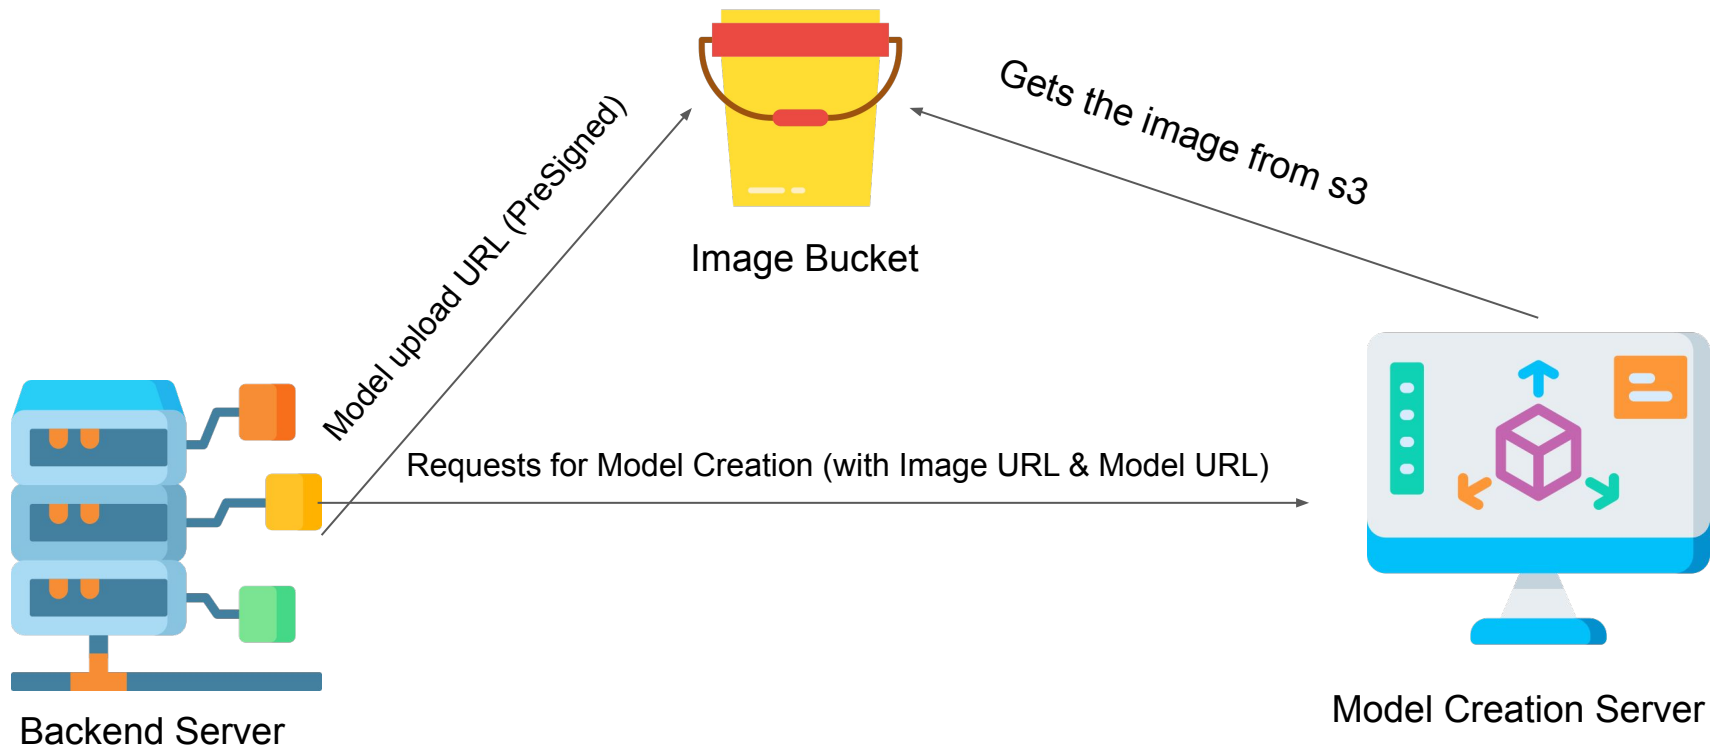 Gets the image from s3
Model upload URL (PreSigned)
Image Bucket
Requests for Model Creation (with Image URL & Model URL)
Backend Server
Model Creation Server